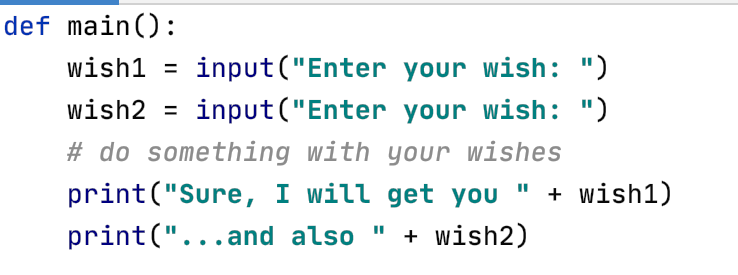 def main():
    wish1 = input("Enter your wish: ")
    wish2 = input("Enter your wish: ")
    # do something with your wishes
    print("Sure, I will get you " + wish1)
    print("...and also " + wish2)